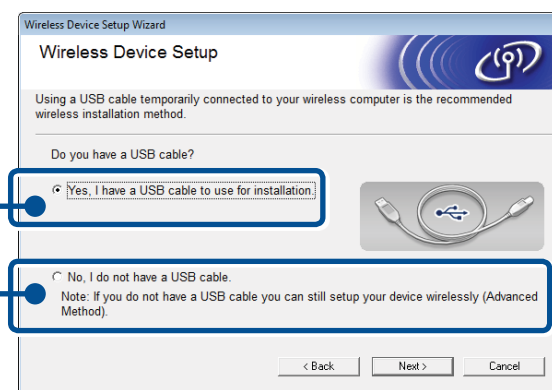 Wireless Device Setup Wizard
Wireless Device Setup
Using a USB cable temporarily connected to your wireless computer is the recommended
wireless installation method.
Do you have a USB cable?
Yes, I have a USB cable to use for installation.
No, I do not have a USB cable.
Note: If you do not have a USB cable you can still setup your device wirelessly (Advanced
Method).
< Back
Next >
Cancel